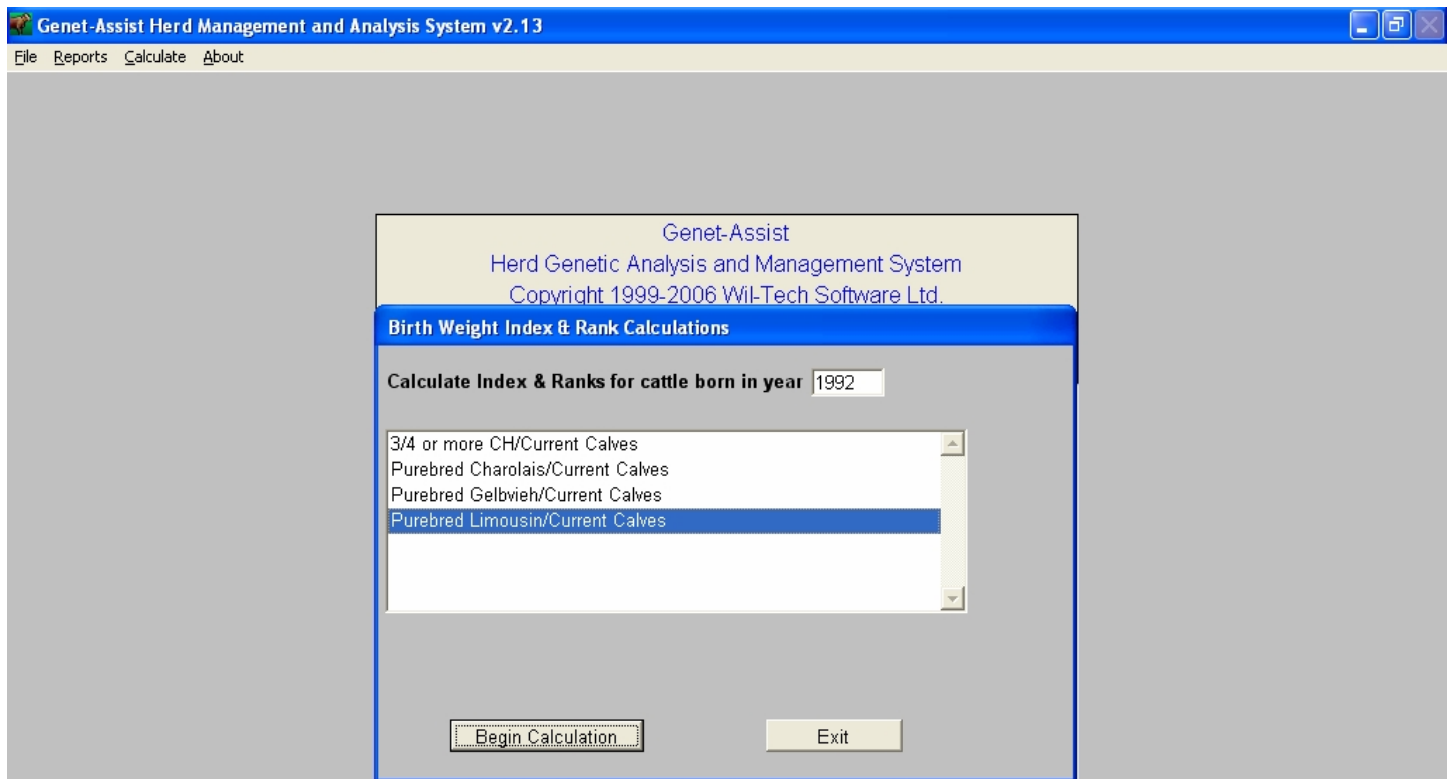 Genet-Assist Herd Management and Analysis System v2.13
File Reports Calculate About
Genet-Assist
Herd Genetic Analysis and Management System
Copyright 1999-2006 Wil-Tech Software Ltd.
Birth Weight Index & Rank Calculations
Calculate Index & Ranks for cattle born in year 1992
3/4 or more CH/Current Calves
Purebred Charolais/Current Calves
Purebred Gelbvieh/Current Calves
Purebred Limousin/Current Calves
Begin Calculation Exit